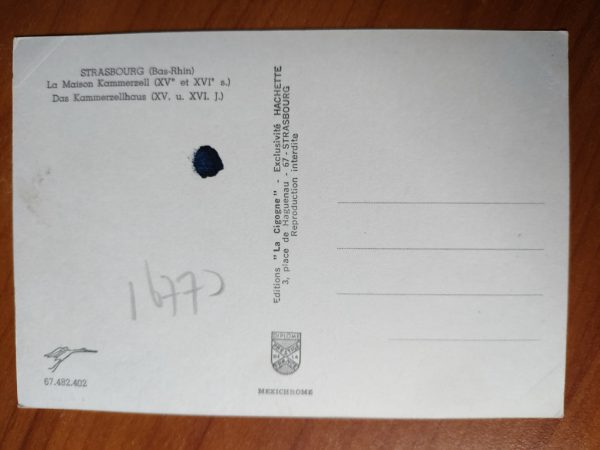 STRASBOURG (Bas-Rhin)
La Maison Kammerzell (XVᵉ et XVIᵉ s.)
Das Kammerzellhaus (XV. u. XVI. J.)
Editions "La Cigogne" - Exclusivité HACHETTE
3, place de Haguenau - 67 - STRASBOURG
Reproduction interdite
67.482.402
DIPLOME
MEXICHROME